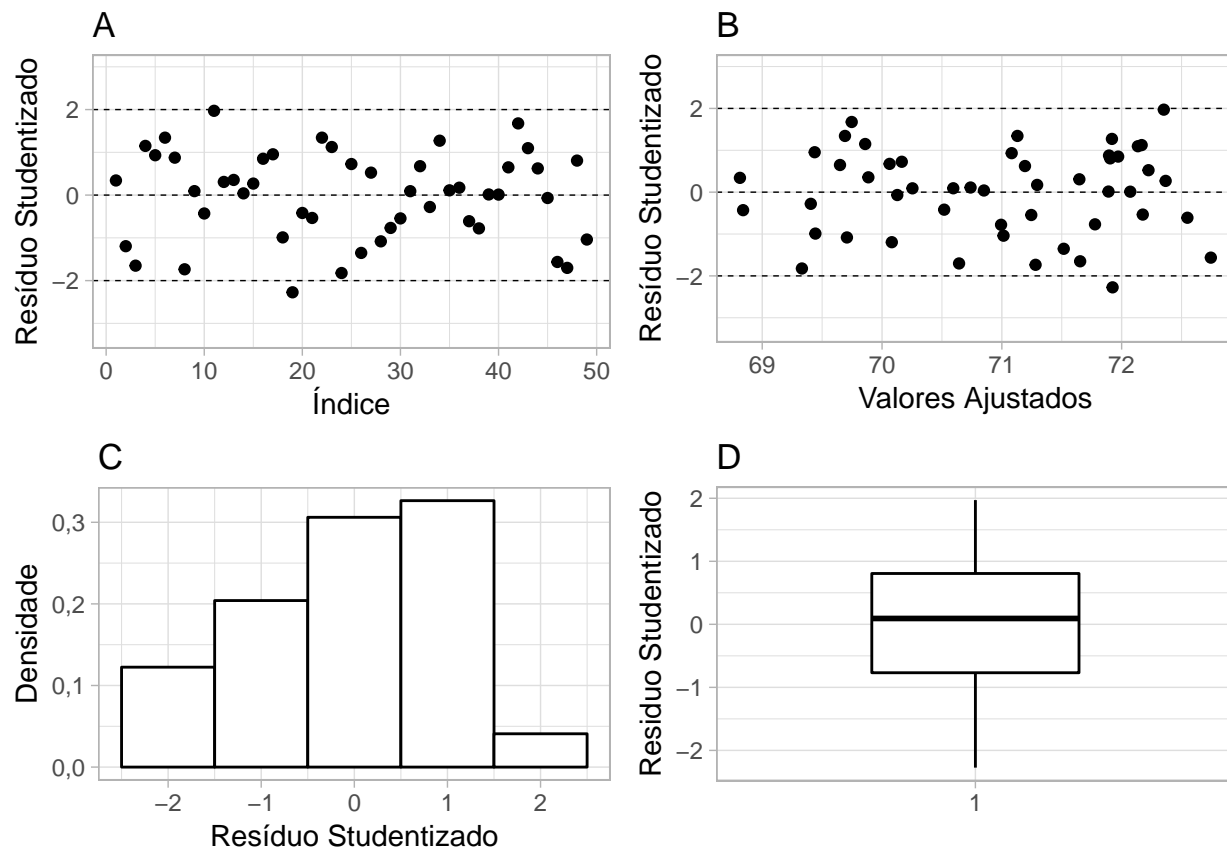 A
Resíduo Studentizado
2
0
−2
0 10 20 30 40 50
Índice
B
Resíduo Studentizado
2
0
−2
69 70 71 72
Valores Ajustados
C
Densidade
0,3
0,2
0,1
0,0
−2 −1 0 1 2
Resíduo Studentizado
D
Residuo Studentizado
2
1
0
−1
−2
1